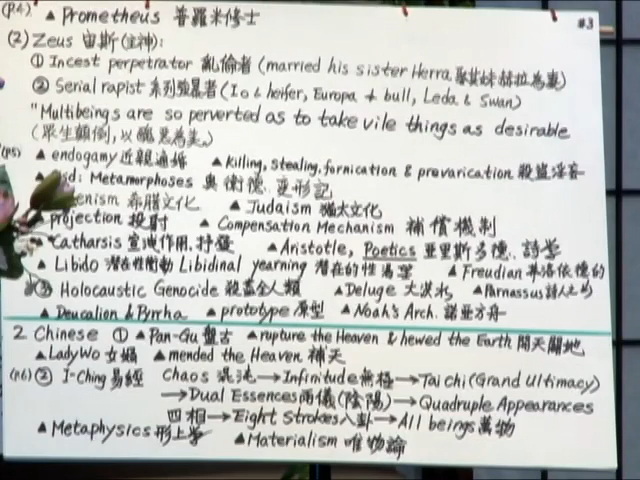 (P4) ▲ Prometheus 普羅米修士 #3
(2) Zeus 宙斯(主神):
① Incest perpetrator 亂倫者 (married his sister Herra 娶其妹赫拉為妻)
② Serial rapist 系列強暴者 (Io & heifer, Europa + bull, Leda & Swan)
"Multibeings are so perverted as to take vile things as desirable
(眾生顛倒,以醜惡為美。)
(P5) ▲ endogamy 近親通婚 ▲ Killing, stealing, fornication & prevarication 殺盜淫妄
: Metamorphoses 奧衛德 變形記
enism 希臘文化 ▲ Judaism 猶太文化
projection 投射 ▲ Compensation Mechanism 補償機制
Catharsis 宣洩作用.抒發 ▲ Aristotle, Poetics 亞里斯多德. 詩學
▲ Libido 潛在性衝動 Libidinal yearning 潛在的性渴望 ▲ Freudian 弗洛依德的
③ Holocaustic Genocide 殺盡全人類 ▲ Deluge 大洪水 ▲ Parnassus 詩人之山
▲ Deucalion & Pyrrha ▲ prototype 原型 ▲ Noah's Arch. 諾亞方舟
2 Chinese ① ▲ Pan-Gu 盤古 ▲ rupture the Heaven & hewed the Earth 開天闢地
▲ Lady Wo 女媧 ▲ mended the Heaven 補天
(P6) ② I-Ching 易經 Chaos 混沌 → Infinitude 無極 → Tai chi (Grand Ultimacy)
→ Dual Essences 兩儀 (陰陽) → Quadruple Appearances
四相 → Eight Strokes 八卦 → All beings 萬物
▲ Metaphysics 形上學 ▲ Materialism 唯物論